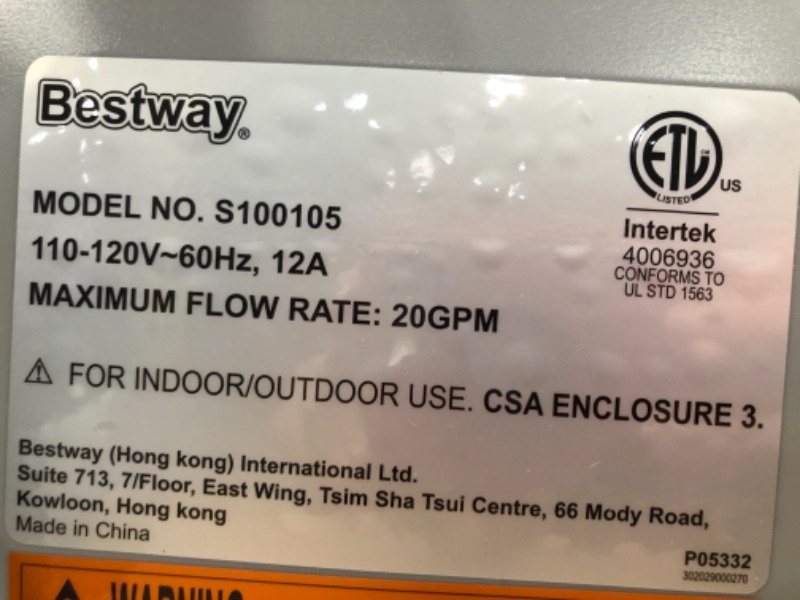 Bestway®
MODEL NO. S100105
110-120V~60Hz, 12A
MAXIMUM FLOW RATE: 20GPM
ETL CM
LISTED
US
Intertek
4006936
CONFORMS TO
UL STD 1563
⚠ FOR INDOOR/OUTDOOR USE. CSA ENCLOSURE 3.
Bestway (Hong kong) International Ltd.
Suite 713, 7/Floor, East Wing, Tsim Sha Tsui Centre, 66 Mody Road,
Kowloon, Hong kong
Made in China
P05332
302029000270
WARNING